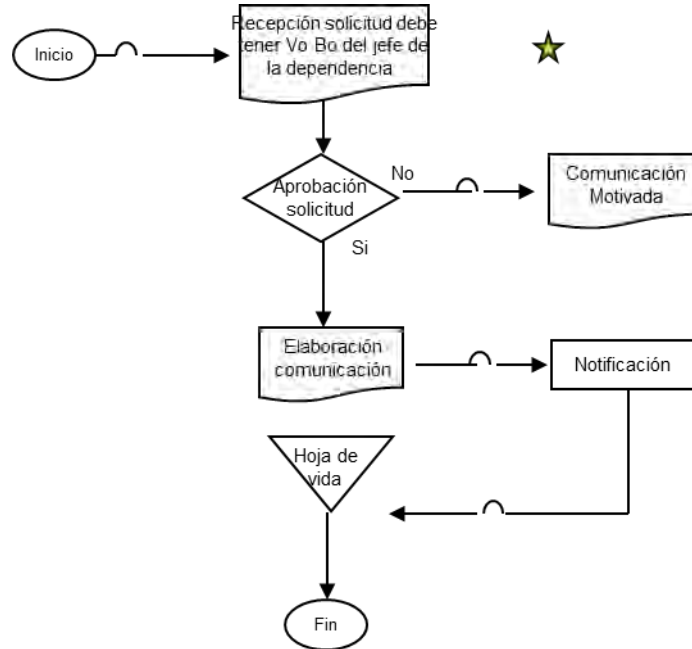 Inicio
Recepción solicitud debe
tener Vo Bo del jefe de
la dependencia
Aprobación
solicitud
No
Comunicación
Motivada
Si
Elaboración
comunicación
Notificación
Hoja de
vida
Fin